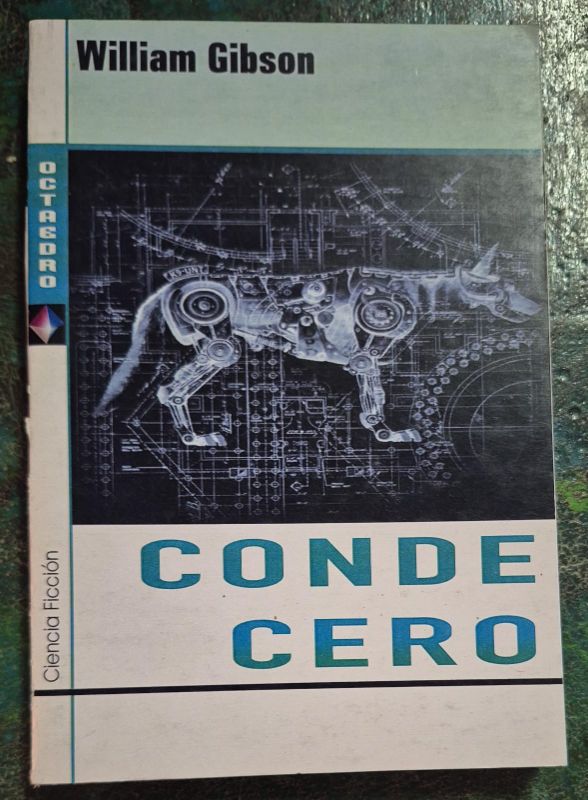 William Gibson
OCTAEDRO
CONDE
CERO
Ciencia Ficción